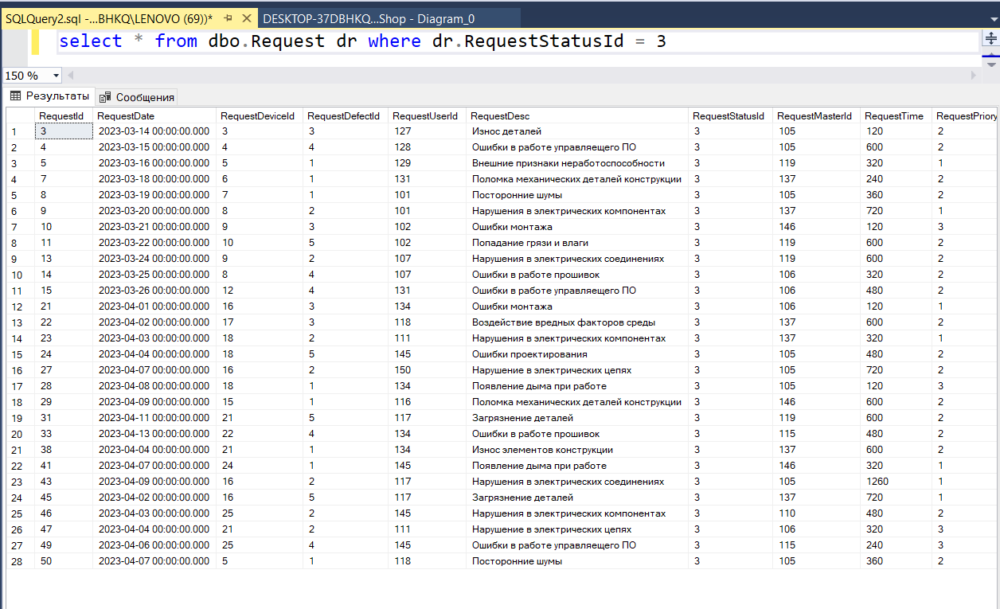 SQLQuery2.sql -...BHKQ\LENOVO (69))* DESKTOP-37DBHKQ...Shop - Diagram_0
select * from dbo.Request dr where dr.RequestStatusId = 3
150 %
Результаты Сообщения
RequestId RequestDate RequestDeviceId RequestDefectId RequestUserId RequestDesc RequestStatusId RequestMasterId RequestTime RequestPriory
1 3 2023-03-14 00:00:00.000 3 3 127 Износ деталей 3 105 120 2
2 4 2023-03-15 00:00:00.000 4 4 128 Ошибки в работе управляещего ПО 3 105 600 2
3 5 2023-03-16 00:00:00.000 5 1 129 Внешние признаки неработоспособности 3 119 320 1
4 7 2023-03-18 00:00:00.000 6 1 131 Поломка механических деталей конструкции 3 137 240 2
5 8 2023-03-19 00:00:00.000 7 1 101 Посторонние шумы 3 105 360 2
6 9 2023-03-20 00:00:00.000 8 2 101 Нарушения в электрических компонентах 3 137 720 1
7 10 2023-03-21 00:00:00.000 9 3 102 Ошибки монтажа 3 146 120 3
8 11 2023-03-22 00:00:00.000 10 5 102 Попадание грязи и влаги 3 119 600 2
9 13 2023-03-24 00:00:00.000 9 2 107 Нарушения в электрических соединениях 3 119 600 2
10 14 2023-03-25 00:00:00.000 8 4 107 Ошибки в работе прошивок 3 106 320 2
11 15 2023-03-26 00:00:00.000 12 4 131 Ошибки в работе управляещего ПО 3 106 480 2
12 21 2023-04-01 00:00:00.000 16 3 134 Ошибки монтажа 3 106 120 1
13 22 2023-04-02 00:00:00.000 17 3 118 Воздействие вредных факторов среды 3 137 600 2
14 23 2023-04-03 00:00:00.000 18 2 111 Нарушения в электрических компонентах 3 137 320 1
15 24 2023-04-04 00:00:00.000 18 5 145 Ошибки проектирования 3 105 480 2
16 27 2023-04-07 00:00:00.000 16 2 150 Нарушение в электрических цепях 3 105 720 2
17 28 2023-04-08 00:00:00.000 18 1 134 Появление дыма при работе 3 105 120 3
18 29 2023-04-09 00:00:00.000 15 1 116 Поломка механических деталей конструкции 3 146 600 2
19 31 2023-04-11 00:00:00.000 21 5 117 Загрязнение деталей 3 119 600 2
20 33 2023-04-13 00:00:00.000 22 4 134 Ошибки в работе прошивок 3 115 480 2
21 38 2023-04-04 00:00:00.000 21 1 134 Износ элементов конструкции 3 137 600 2
22 41 2023-04-07 00:00:00.000 24 1 145 Появление дыма при работе 3 146 320 1
23 43 2023-04-09 00:00:00.000 16 2 117 Нарушения в электрических соединениях 3 105 1260 1
24 45 2023-04-02 00:00:00.000 16 5 117 Загрязнение деталей 3 137 720 1
25 46 2023-04-03 00:00:00.000 25 2 145 Нарушения в электрических компонентах 3 110 480 2
26 47 2023-04-04 00:00:00.000 21 2 111 Нарушение в электрических цепях 3 106 320 3
27 49 2023-04-06 00:00:00.000 25 4 145 Ошибки в работе управляещего ПО 3 115 240 3
28 50 2023-04-07 00:00:00.000 5 1 118 Посторонние шумы 3 105 360 2